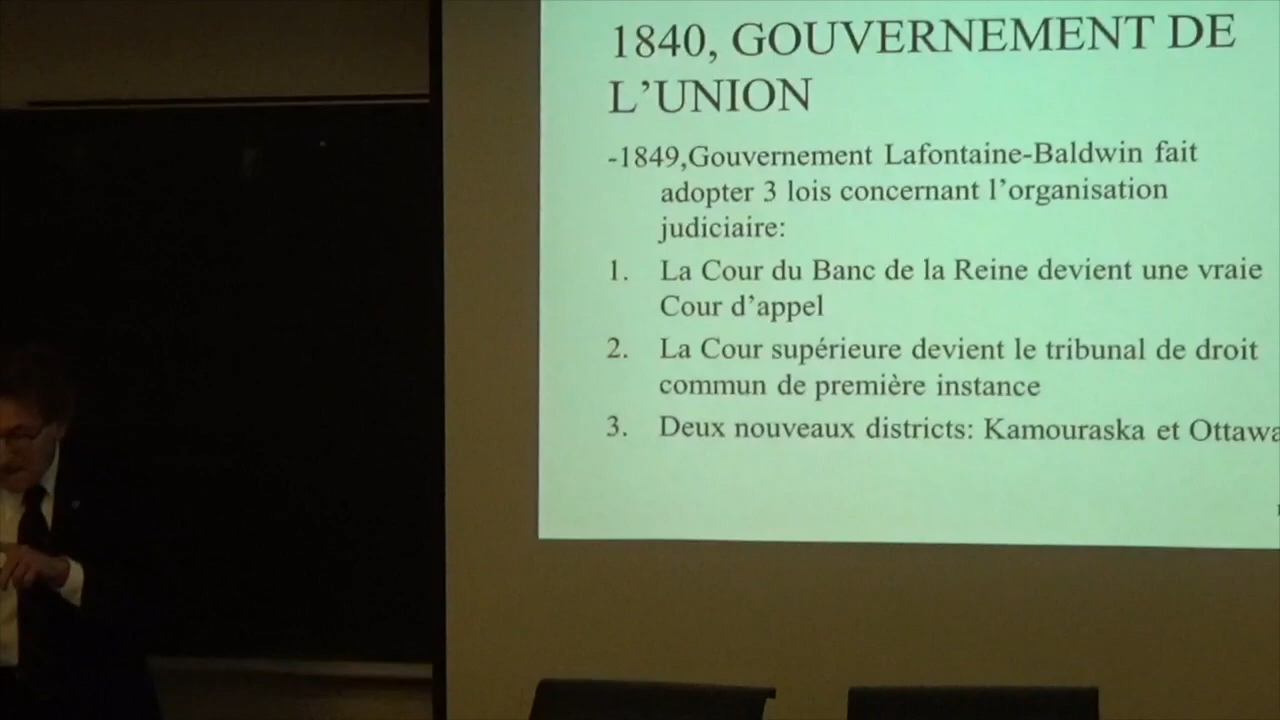 1840, GOUVERNEMENT DE
L’UNION
-1849,Gouvernement Lafontaine-Baldwin fait
adopter 3 lois concernant l’organisation
judiciaire:
1. La Cour du Banc de la Reine devient une vraie
Cour d’appel
2. La Cour supérieure devient le tribunal de droit
commun de première instance
3. Deux nouveaux districts: Kamouraska et Ottawa